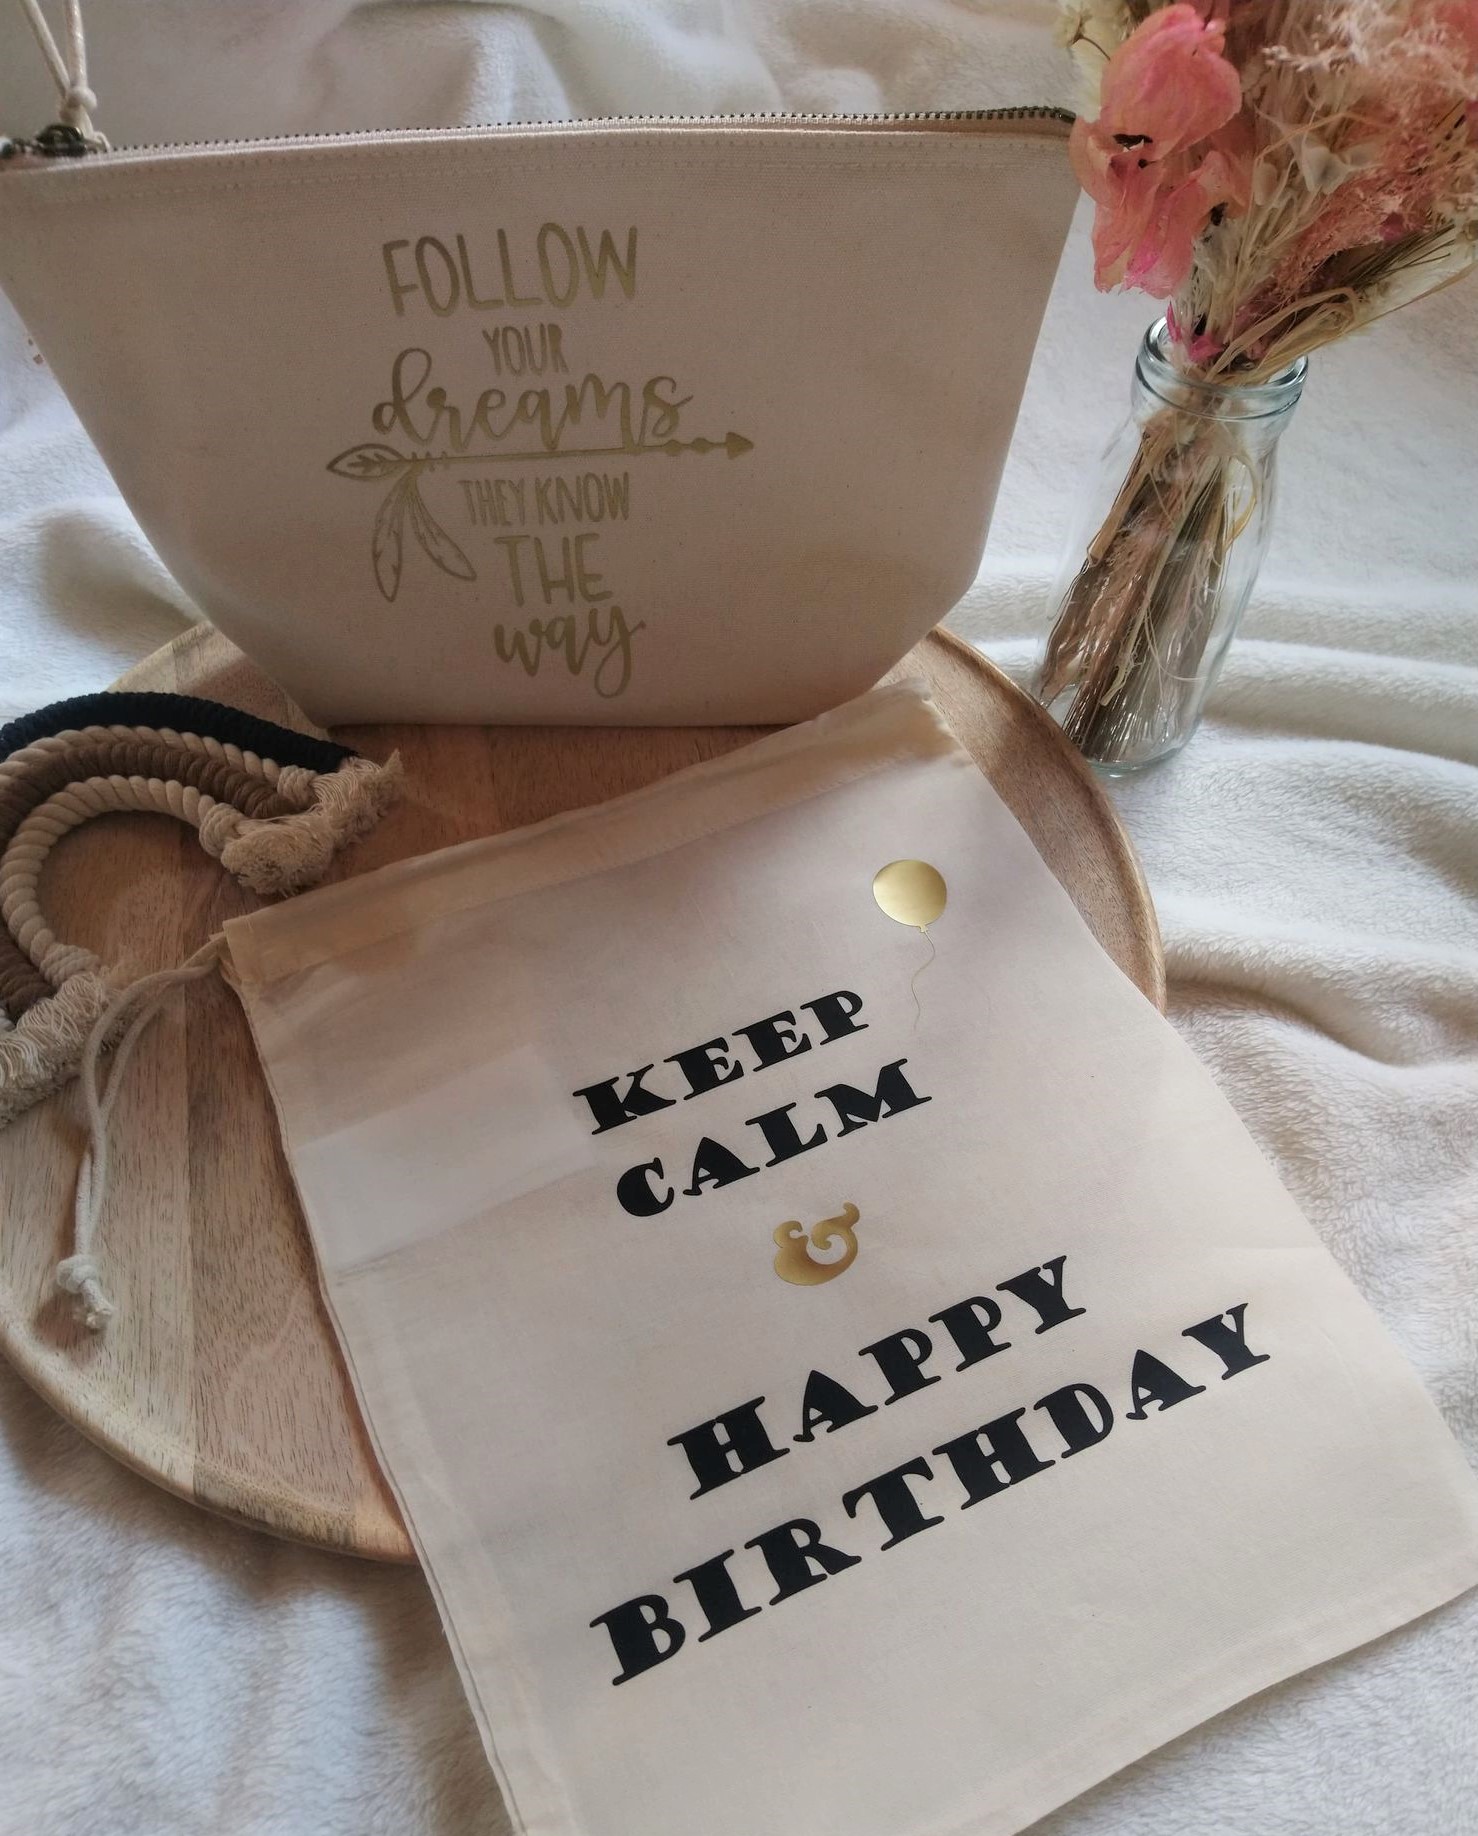 FOLLOW
YOUR
dreams
THEY KNOW
THE
way
KEEP
CALM
&
HAPPY
BIRTHDAY